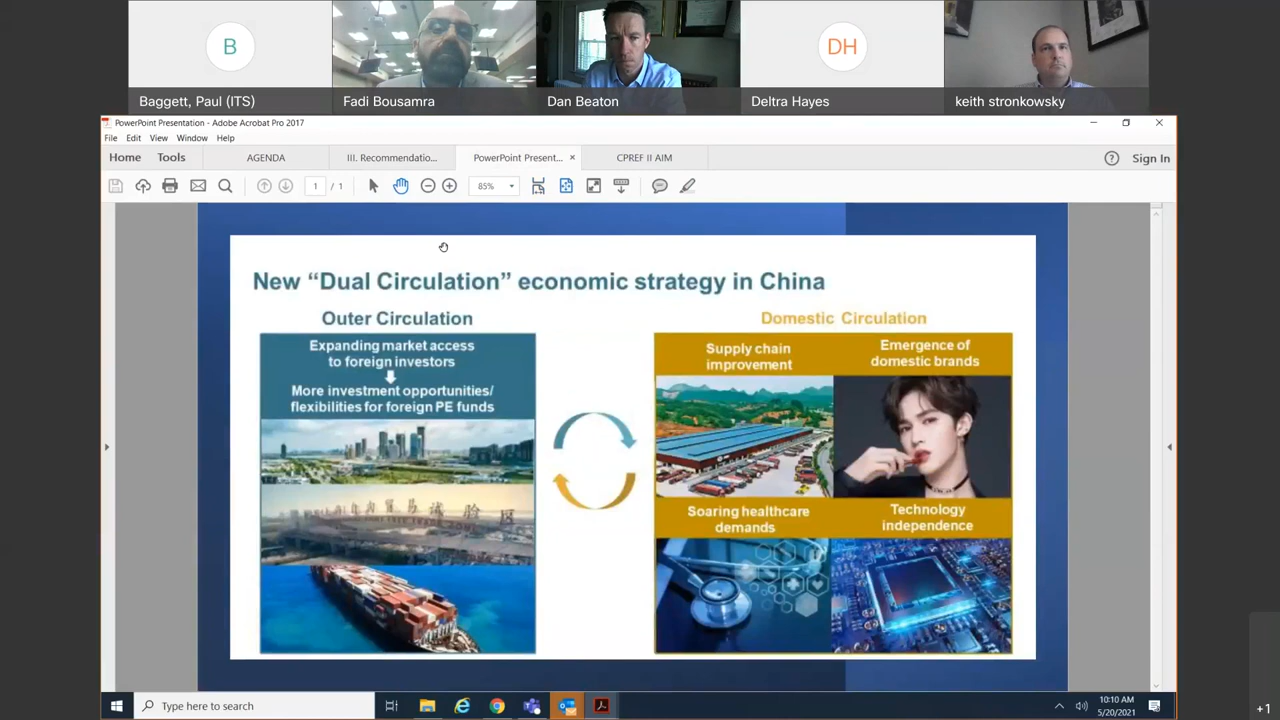 B
DH
Baggett, Paul (ITS)
Fadi Bousamra
Dan Beaton
Deltra Hayes
keith stronkowsky
PowerPoint Presentation - Adobe Acrobat Pro 2017
File Edit View Window Help
Home Tools AGENDA III. Recommendatio... PowerPoint Present... × CPREF II AIM ? Sign In
1 / 1 85%
New “Dual Circulation” economic strategy in China
Outer Circulation
Expanding market access
to foreign investors
More investment opportunities/
flexibilities for foreign PE funds
试验区
Domestic Circulation
Supply chain
improvement
Emergence of
domestic brands
Soaring healthcare
demands
Technology
independence
Type here to search
10:10 AM
5/20/2021
+1